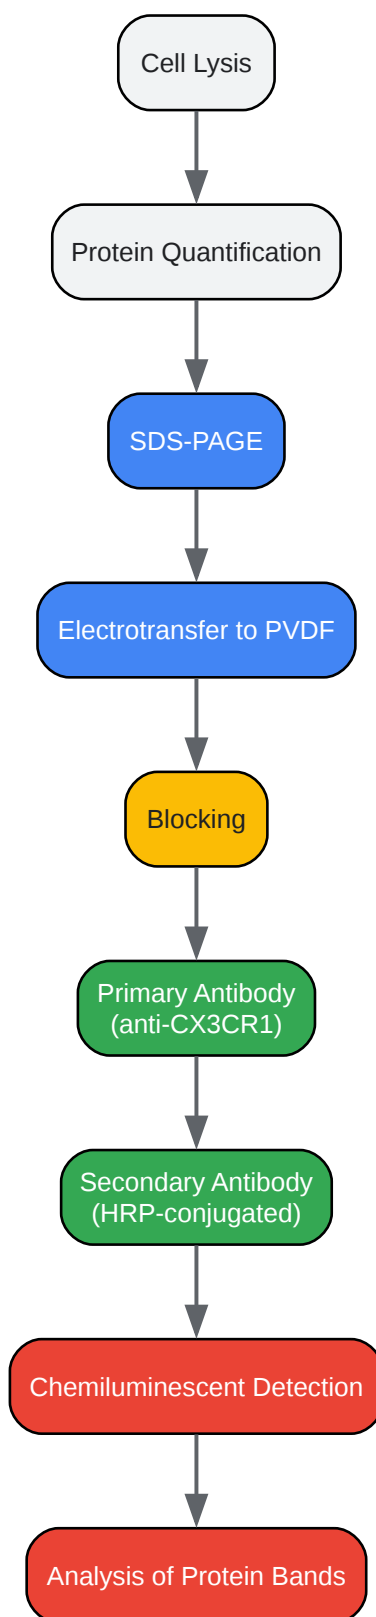 Cell Lysis
Protein Quantification
SDS-PAGE
Electrotransfer to PVDF
Blocking
Primary Antibody
(anti-CX3CR1)
Secondary Antibody
(HRP-conjugated)
Chemiluminescent Detection
Analysis of Protein Bands